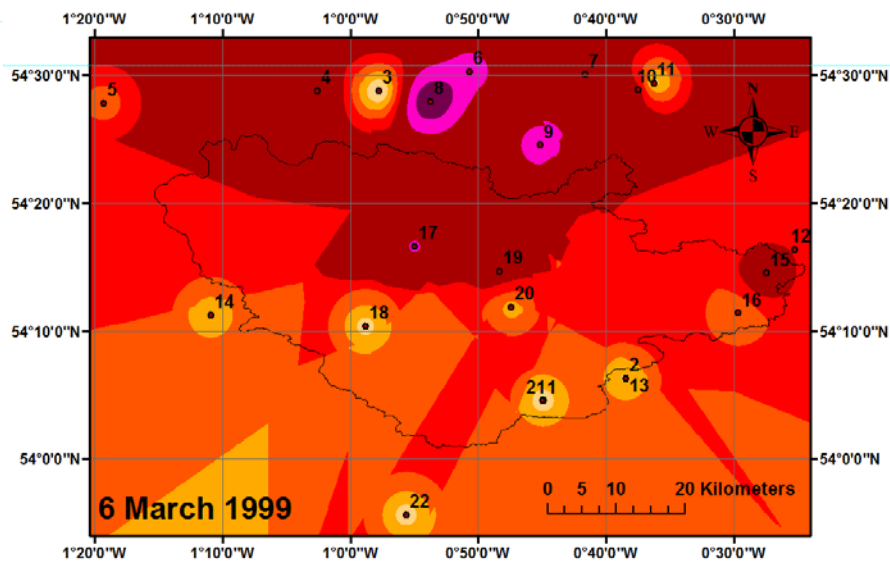 1°20'0"W 1°10'0"W 1°0'0"W 0°50'0"W 0°40'0"W 0°30'0"W
54°30'0"N 54°30'0"N
5 4 3 8 6 7 10 11
9
N
W E
S
54°20'0"N 54°20'0"N
17 19 12
15
14 18 20 16
54°10'0"N 54°10'0"N
2
211 13
54°0'0"N 54°0'0"N
0 5 10 20 Kilometers
6 March 1999
22
1°20'0"W 1°10'0"W 1°0'0"W 0°50'0"W 0°40'0"W 0°30'0"W